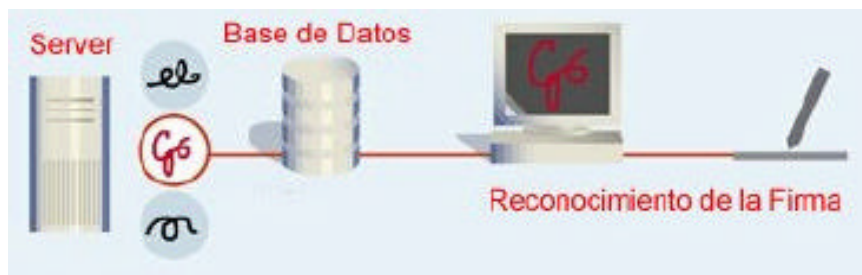 Server
Base de Datos
Reconocimiento de la Firma